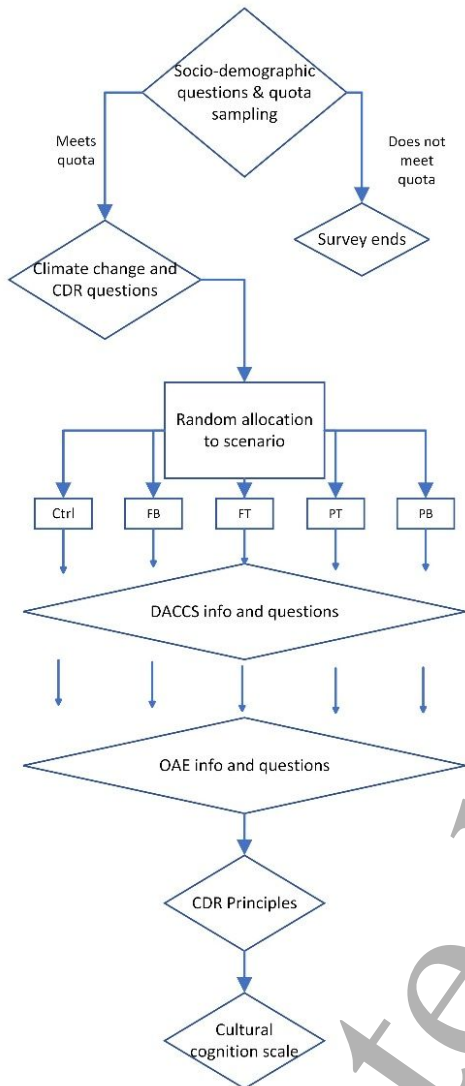 Socio-demographic
questions & quota
sampling
Meets
quota
Does not
meet
quota
Survey ends
Climate change and
CDR questions
Random allocation
to scenario
Ctrl FB FT PT PB
DACCS info and questions
OAE info and questions
CDR Principles
Cultural
cognition scale